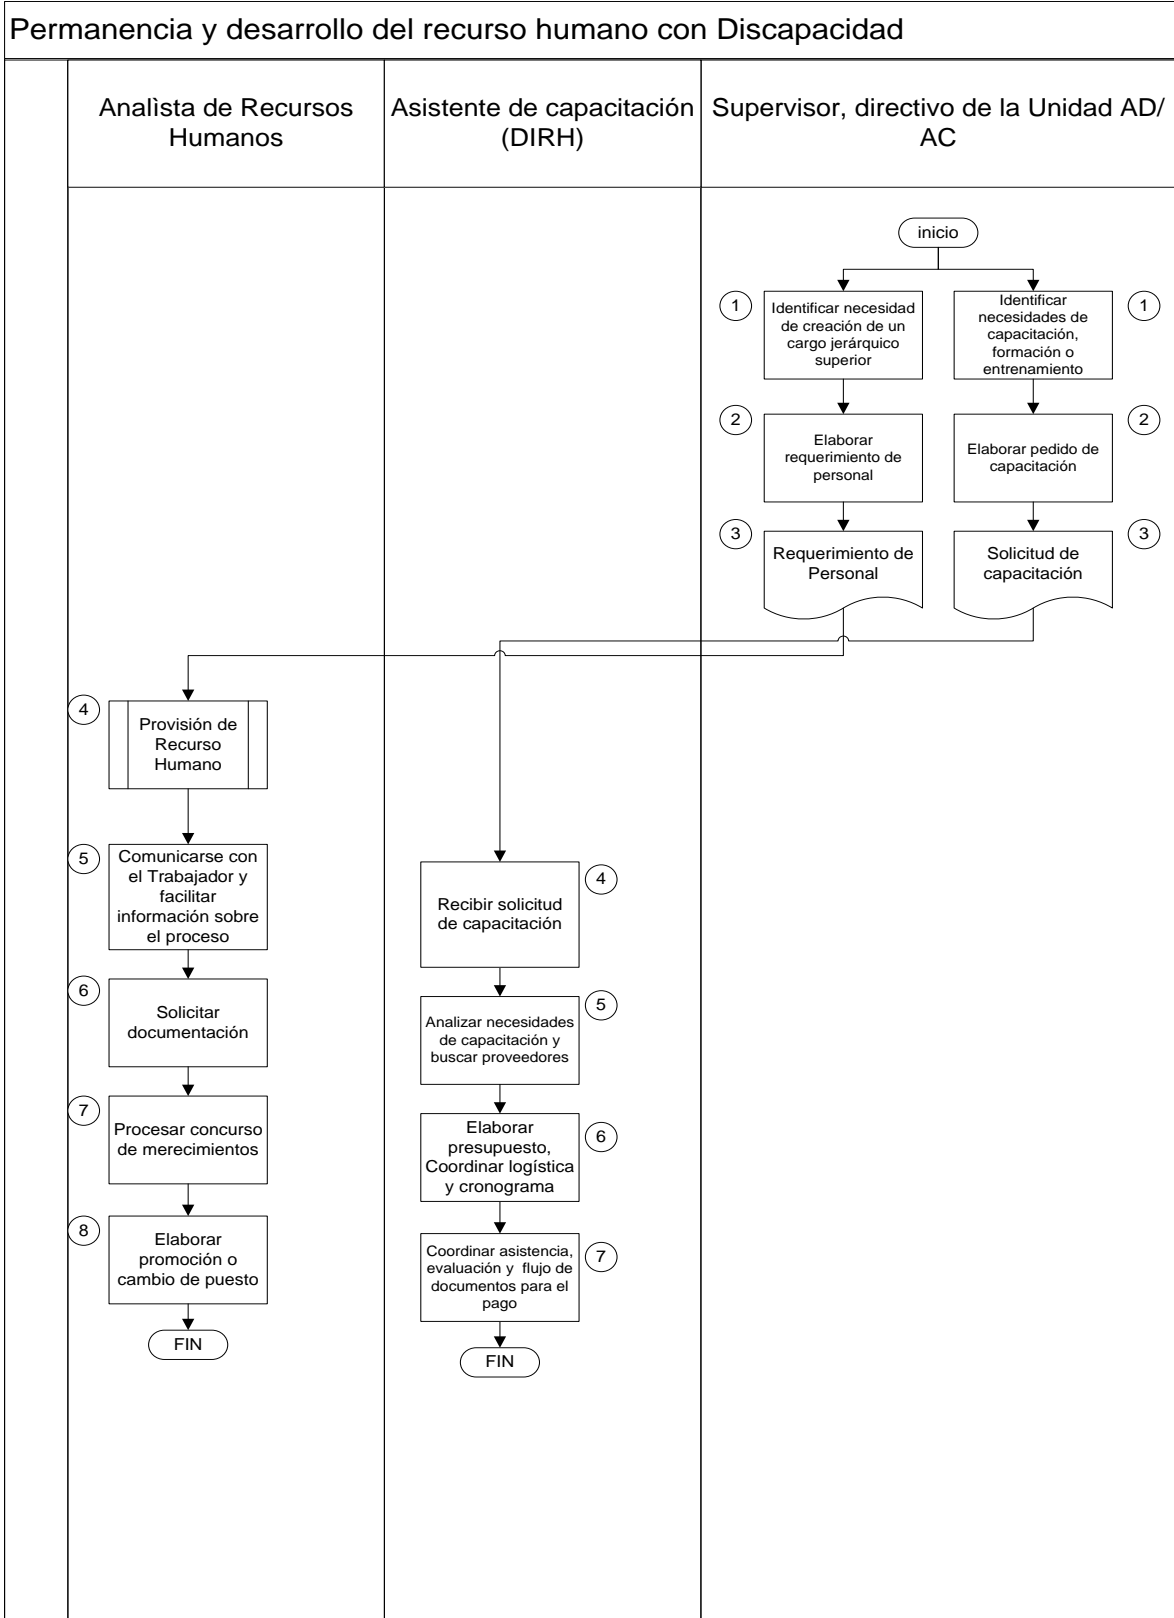 Permanencia y desarrollo del recurso humano con Discapacidad
Analìsta de Recursos
Humanos
Asistente de capacitación
(DIRH)
Supervisor, directivo de la Unidad AD/
AC
inicio
1
Identificar necesidad
de creación de un
cargo jerárquico
superior
Identificar
necesidades de
capacitación,
formación o
entrenamiento
1
2
Elaborar
requerimiento de
personal
Elaborar pedido de
capacitación
2
3
Requerimiento de
Personal
Solicitud de
capacitación
3
4
Provisión de
Recurso
Humano
5
Comunicarse con
el Trabajador y
facilitar
información sobre
el proceso
6
Solicitar
documentación
7
Procesar concurso
de merecimientos
8
Elaborar
promoción o
cambio de puesto
FIN
4
Recibir solicitud
de capacitación
5
Analizar necesidades
de capacitación y
buscar proveedores
6
Elaborar
presupuesto,
Coordinar logística
y cronograma
7
Coordinar asistencia,
evaluación y flujo de
documentos para el
pago
FIN